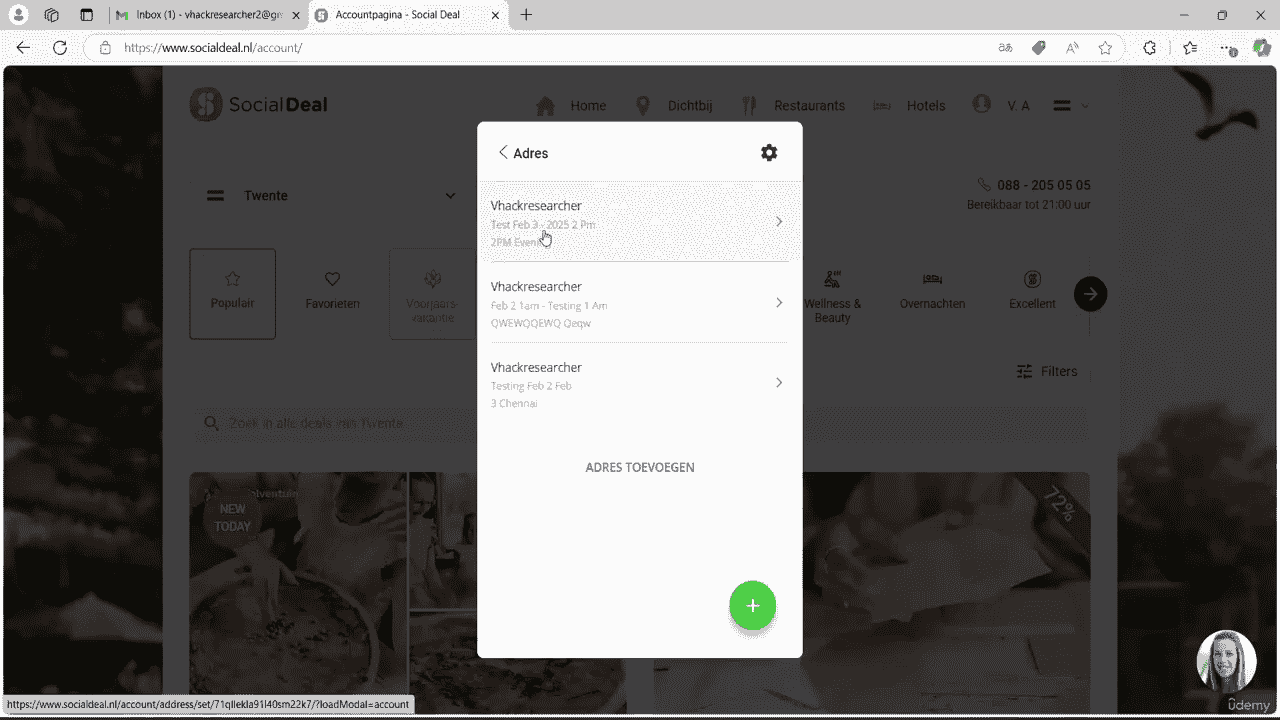 Inbox (1) - vhackresearcher2@gm
Accountpagina - Social Deal
https://www.socialdeal.nl/account/
SocialDeal
Home
Dichtbij
Restaurants
Hotels
V. A
Adres
Twente
088 - 205 05 05
Bereikbaar tot 21:00 uur
Vhackresearcher
Test Feb 3 - 2025 2 Pm
2PM Event
Populair
Favorieten
Voorjaars-
vakantie
Wellness &
Beauty
Overnachten
Excellent
Vhackresearcher
Feb 2 1am - Testing 1 Am
QWEWQQEWQ Qeqw
Vhackresearcher
Testing Feb 2 Feb
3 Chennai
Filters
Zoek in alle deals van Twente
ADRES TOEVOEGEN
NEW
TODAY
72%
https://www.socialdeal.nl/account/address/set/71qllekla91l40sm22k7/?loadModal=account
ûdemy